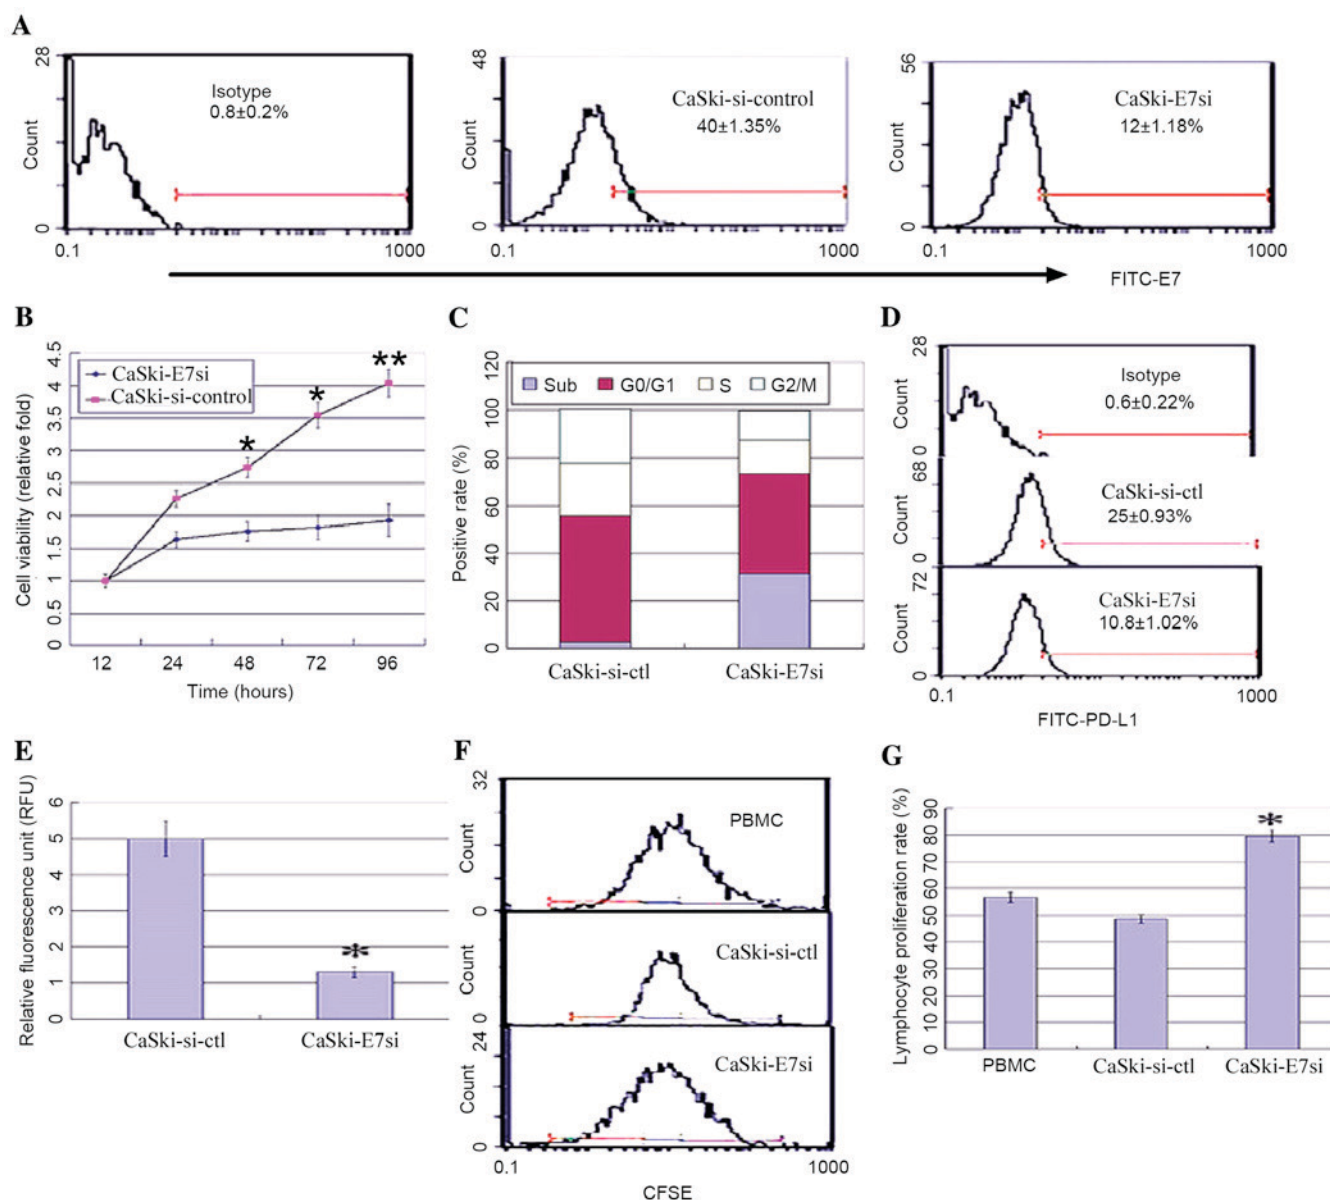 A
28
Count
0
Isotype
0.8±0.2%
0.1
1000
48
Count
0
CaSki-si-control
40±1.35%
0.1
1000
56
Count
0
CaSki-E7si
12±1.18%
0.1
1000
FITC-E7
B
Cell viability (relative fold)
4.5
4
3.5
3
2.5
2
1.5
1
0.5
0
CaSki-E7si
CaSki-si-control
*
*
**
12 24 48 72 96
Time (hours)
C
Positive rate (%)
120
100
80
60
40
20
0
Sub G0/G1 S G2/M
CaSki-si-ctl CaSki-E7si
D
28
Count
0
Isotype
0.6±0.22%
68
Count
0
CaSki-si-ctl
25±0.93%
72
Count
0
CaSki-E7si
10.8±1.02%
0.1
1000
FITC-PD-L1
E
Relative fluorescence unit (RFU)
6
5
4
3
2
1
0
*
CaSki-si-ctl CaSki-E7si
F
32
Count
0
PBMC
Count
0
CaSki-si-ctl
24
Count
0
CaSki-E7si
0.1
1000
CFSE
G
Lymphocyte proliferation rate (%)
90
80
70
60
50
40
30
20
10
0
*
PBMC CaSki-si-ctl CaSki-E7si